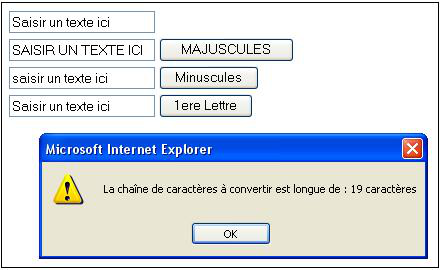 Saisir un texte ici
SAISIR UN TEXTE ICI MAJUSCULES
saisir un texte ici Minuscules
Saisir un texte ici 1ere Lettre
Microsoft Internet Explorer
La chaîne de caractères à convertir est longue de : 19 caractères
OK